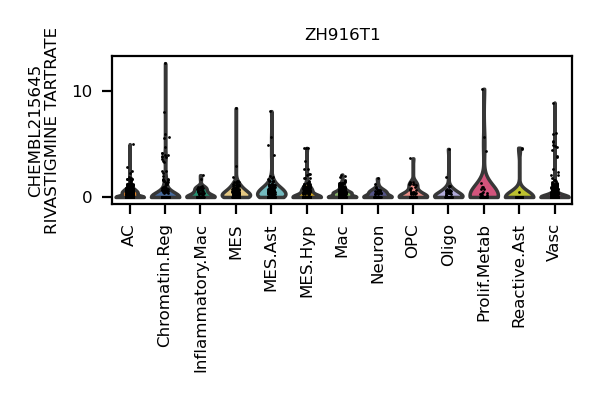 ZH916T1
CHEMBL215645
RIVASTIGMINE TARTRATE
10
0
AC
Chromatin.Reg
Inflammatory.Mac
MES
MES.Ast
MES.Hyp
Mac
Neuron
OPC
Oligo
Prolif.Metab
Reactive.Ast
Vasc